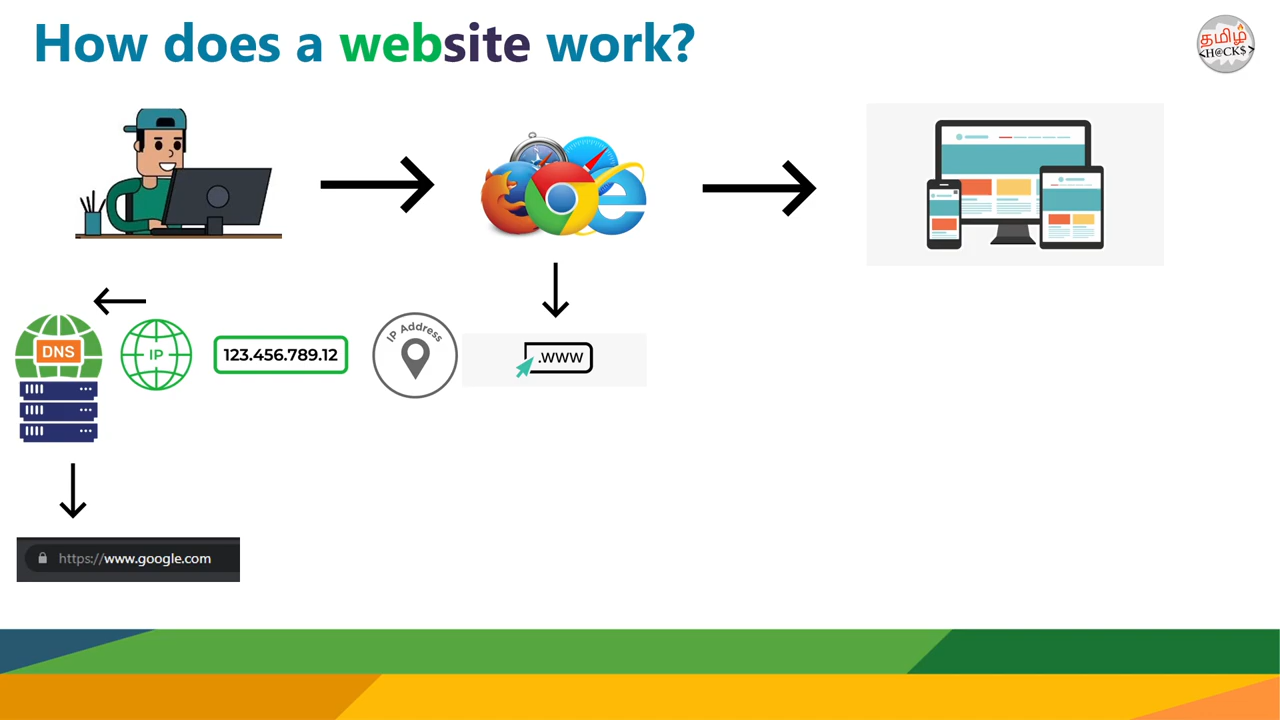 How does a website work?
தமிழ்
<H@CK$>
DNS
IP
123.456.789.12
IP Address
.WWW
https://www.google.com